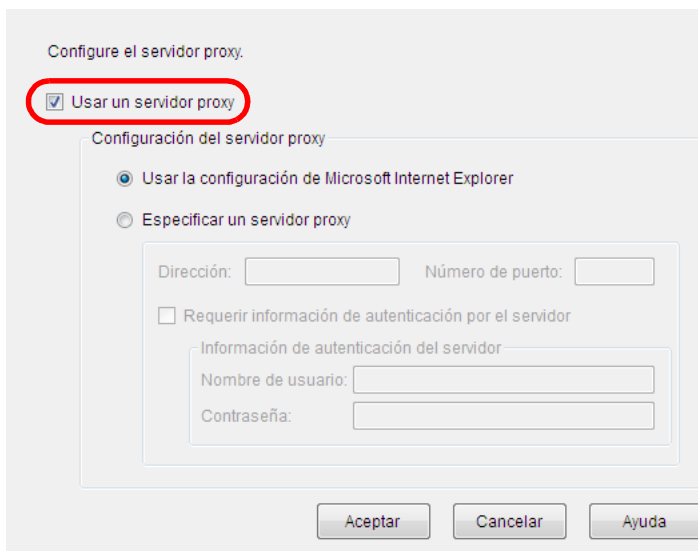 Configure el servidor proxy.
Usar un servidor proxy
Configuración del servidor proxy
Usar la configuración de Microsoft Internet Explorer
Especificar un servidor proxy
Dirección: Número de puerto:
Requerir información de autenticación por el servidor
Información de autenticación del servidor
Nombre de usuario:
Contraseña:
Aceptar Cancelar Ayuda